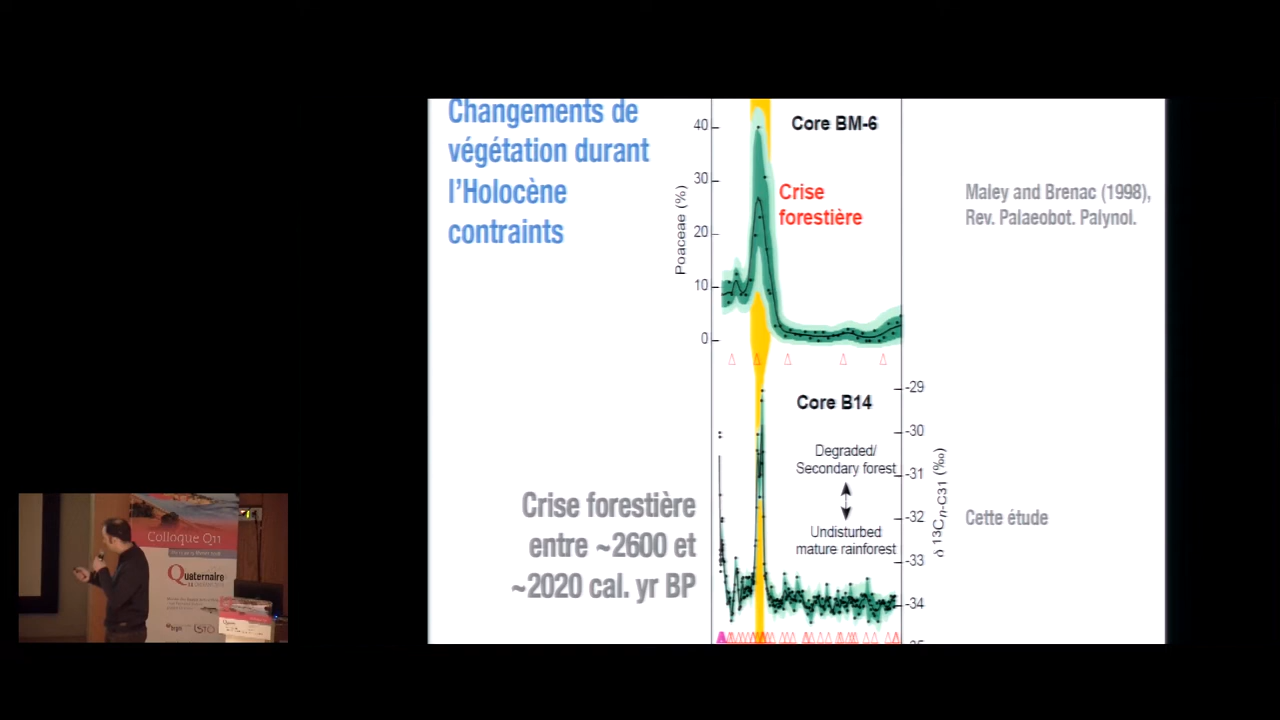 Changements de
végétation durant
l'Holocène
contraints
Core BM-6
40
30
20
10
0
Poaceae (%)
Crise
forestière
Maley and Brenac (1998),
Rev. Palaeobot. Palynol.
Core B14
-29
-30
-31
-32
-33
-34
Degraded/
Secondary forest
Undisturbed
mature rainforest
δ 13Cn-C31 (‰)
Cette étude
Crise forestière
entre ~2600 et
~2020 cal. yr BP
Colloque Q11
Quaternaire